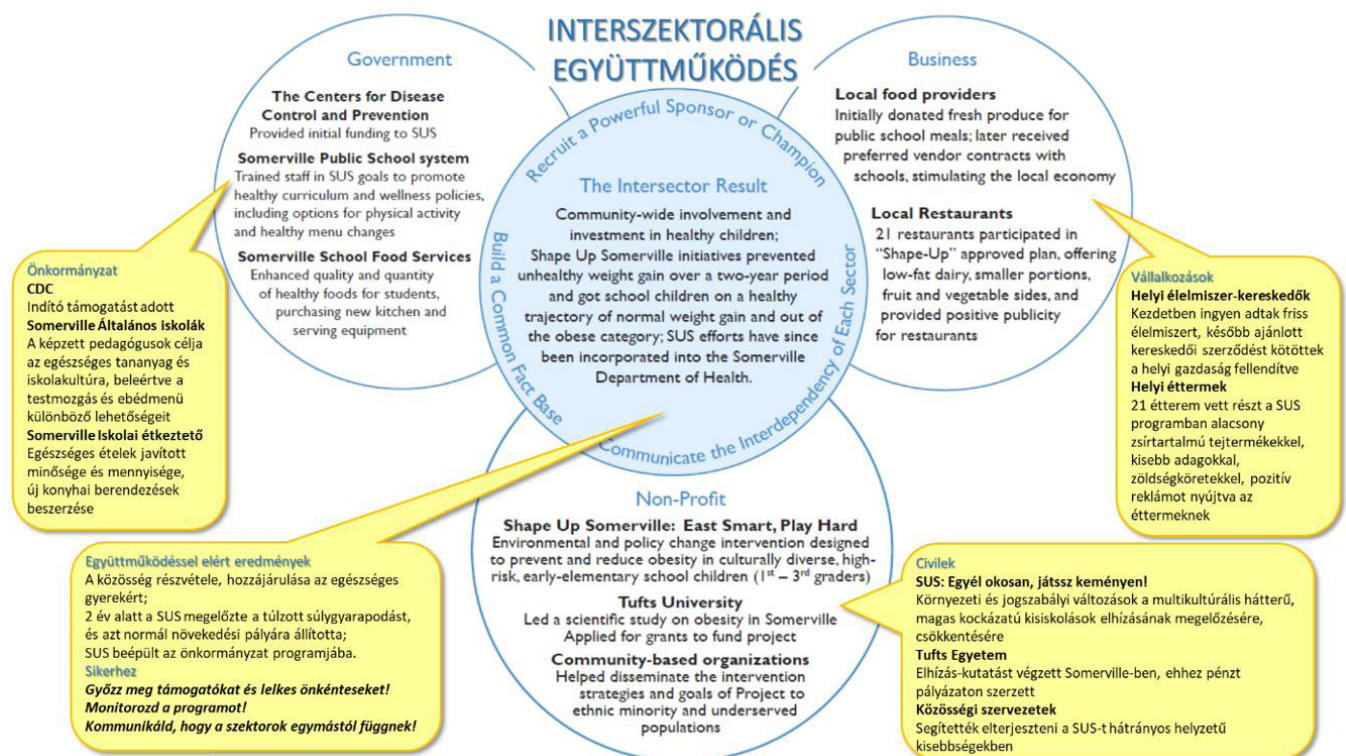 INTERSZEKTORÁLIS
EGYÜTTMŰKÖDÉS
Government
The Centers for Disease
Control and Prevention
Provided initial funding to SUS
Somerville Public School system
Trained staff in SUS goals to promote
healthy curriculum and wellness policies,
including options for physical activity
and healthy menu changes
Somerville School Food Services
Enhanced quality and quantity
of healthy foods for students,
purchasing new kitchen and
serving equipment
Recruit a Powerful Sponsor or Champion
Build a Common Fact Base
Communicate the Interdependency of Each Sector
The Intersector Result
Community-wide involvement and
investment in healthy children;
Shape Up Somerville initiatives prevented
unhealthy weight gain over a two-year period
and got school children on a healthy
trajectory of normal weight gain and out of
the obese category; SUS efforts have since
been incorporated into the Somerville
Department of Health.
Business
Local food providers
Initially donated fresh produce for
public school meals; later received
preferred vendor contracts with
schools, stimulating the local economy
Local Restaurants
21 restaurants participated in
“Shape-Up” approved plan, offering
low-fat dairy, smaller portions,
fruit and vegetable sides, and
provided positive publicity
for restaurants
Non-Profit
Shape Up Somerville: East Smart, Play Hard
Environmental and policy change intervention designed
to prevent and reduce obesity in culturally diverse, high-
risk, early-elementary school children (1st – 3rd graders)
Tufts University
Led a scientific study on obesity in Somerville
Applied for grants to fund project
Community-based organizations
Helped disseminate the intervention
strategies and goals of Project to
ethnic minority and underserved
populations
Önkormányzat
CDC
Indító támogatást adott
Somerville Általános iskolák
A képzett pedagógusok célja
az egészséges tananyag és
iskolakultúra, beleértve a
testmozgás és ebédmenü
különböző lehetőségeit
Somerville Iskolai étkeztető
Egészséges ételek javított
minősége és mennyisége,
új konyhai berendezések
beszerzése
Vállalkozások
Helyi élelmiszer-kereskedők
Kezdetben ingyen adtak friss
élelmiszert, később ajánlott
kereskedői szerződést kötöttek
a helyi gazdaság fellendítve
Helyi éttermek
21 étterem vett részt a SUS
programban alacsony
zsírtartalmú tejtermékekkel,
kisebb adagokkal,
zöldségköretekkel, pozitív
reklámot nyújtva az
éttermeknek
Együttműködéssel elért eredmények
A közösség részvétele, hozzájárulása az egészséges
gyerekért;
2 év alatt a SUS megelőzte a túlzott súlygyarapodást,
és azt normál növekedési pályára állította;
SUS beépült az önkormányzat programjába.
Sikerhez
Győzz meg támogatókat és lelkes önkénteseket!
Monitorozd a programot!
Kommunikáld, hogy a szektorok egymástól függnek!
Civilek
SUS: Egyél okosan, játssz keményen!
Környezeti és jogszabályi változások a multikultúrális hátterű,
magas kockázatú kisiskolások elhízásának megelőzésére,
csökkentésére
Tufts Egyetem
Elhízás-kutatást végzett Somerville-ben, ehhez pénzt
pályázaton szerzett
Közösségi szervezetek
Segítették elterjeszteni a SUS-t hátrányos helyzetű
kisebbségekben